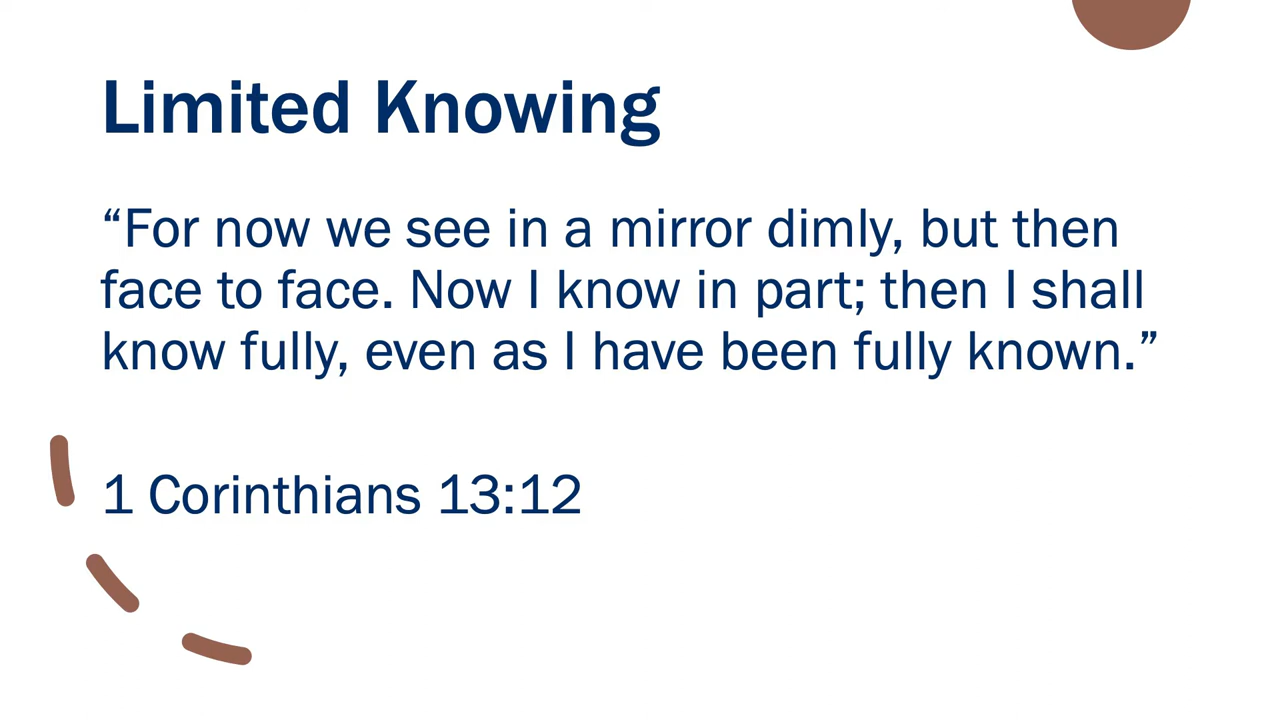 Limited Knowing
“For now we see in a mirror dimly, but then
face to face. Now I know in part; then I shall
know fully, even as I have been fully known.”
1 Corinthians 13:12